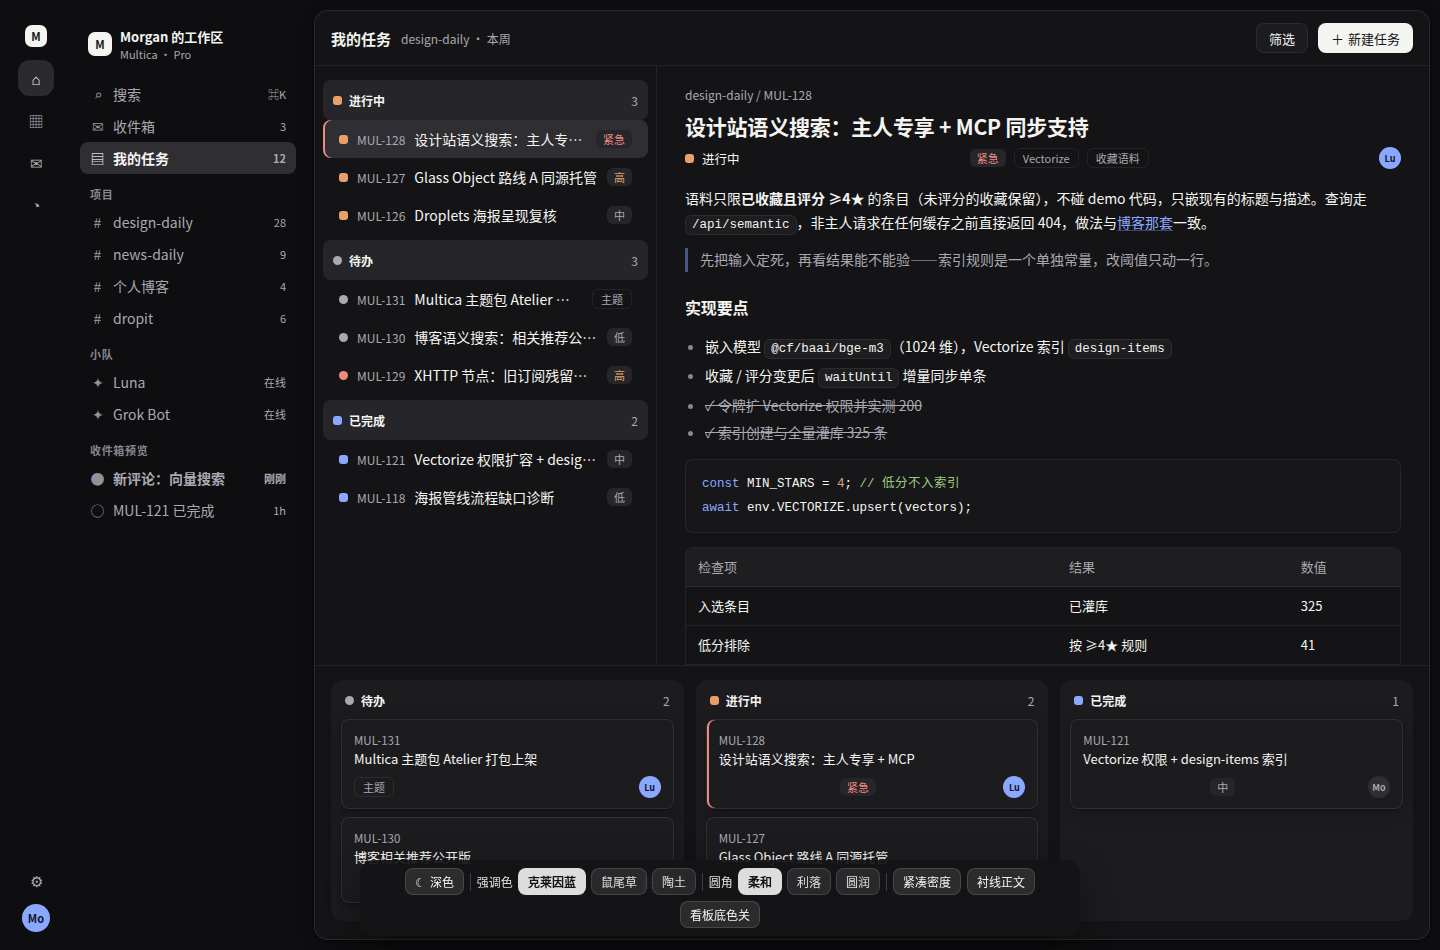 M
M
Morgan 的工作区
Multica · Pro
搜索 ⌘K
收件箱 3
我的任务 12
项目
# design-daily 28
# news-daily 9
# 个人博客 4
# dropit 6
小队
Luna 在线
Grok Bot 在线
收件箱预览
新评论：向量搜索 刚刚
MUL-121 已完成 1h
Mo
我的任务 design-daily · 本周
筛选
＋ 新建任务
进行中 3
MUL-128 设计站语义搜索：主人专… 紧急
MUL-127 Glass Object 路线 A 同源托管 高
MUL-126 Droplets 海报呈现复核 中
待办 3
MUL-131 Multica 主题包 Atelier … 主题
MUL-130 博客语义搜索：相关推荐公… 低
MUL-129 XHTTP 节点：旧订阅残留… 高
已完成 2
MUL-121 Vectorize 权限扩容 + desig… 中
MUL-118 海报管线流程缺口诊断 低
design-daily / MUL-128
设计站语义搜索：主人专享 + MCP 同步支持
进行中 紧急 Vectorize 收藏语料 Lu
语料只限已收藏且评分 ≥4★ 的条目（未评分的收藏保留），不碰 demo 代码，只嵌现有的标题与描述。查询走
/api/semantic，非主人请求在任何缓存之前直接返回 404，做法与博客那套一致。
先把输入定死，再看结果能不能验——索引规则是一个单独常量，改阈值只动一行。
实现要点
嵌入模型 @cf/baai/bge-m3（1024 维），Vectorize 索引 design-items
收藏 / 评分变更后 waitUntil 增量同步单条
✓ 令牌扩 Vectorize 权限并实测 200
✓ 索引创建与全量灌库 325 条
const MIN_STARS = 4; // 低分不入索引
await env.VECTORIZE.upsert(vectors);
检查项 结果 数值
入选条目 已灌库 325
低分排除 按 ≥4★ 规则 41
待办 2
MUL-131
Multica 主题包 Atelier 打包上架
主题 Lu
MUL-130
博客相关推荐公开版
进行中 2
MUL-128
设计站语义搜索：主人专享 + MCP
紧急 Lu
MUL-127
Glass Object 路线 A 同源托管
已完成 1
MUL-121
Vectorize 权限 + design-items 索引
中 Mo
☾ 深色 强调色 克莱因蓝 鼠尾草 陶土 圆角 柔和 利落 圆润 紧凑密度 衬线正文
看板底色关